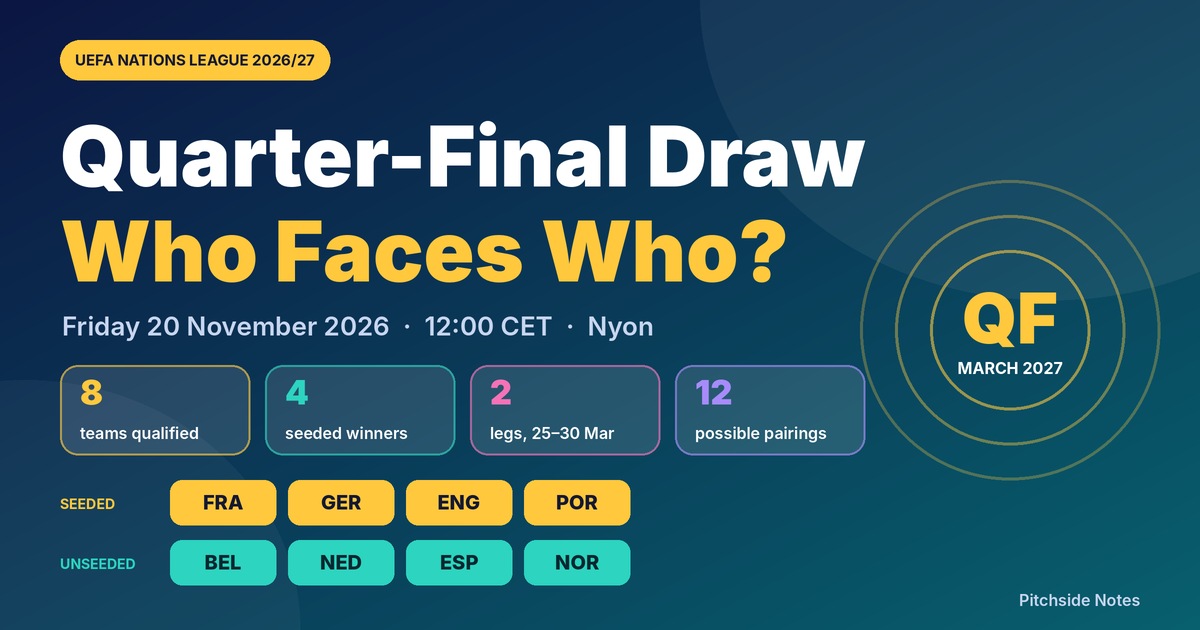 UEFA NATIONS LEAGUE 2026/27
Quarter-Final Draw
Who Faces Who?
Friday 20 November 2026 · 12:00 CET · Nyon
QF
MARCH 2027
8
teams qualified
4
seeded winners
2
legs, 25–30 Mar
12
possible pairings
SEEDED FRA GER ENG POR
UNSEEDED BEL NED ESP NOR
Pitchside Notes